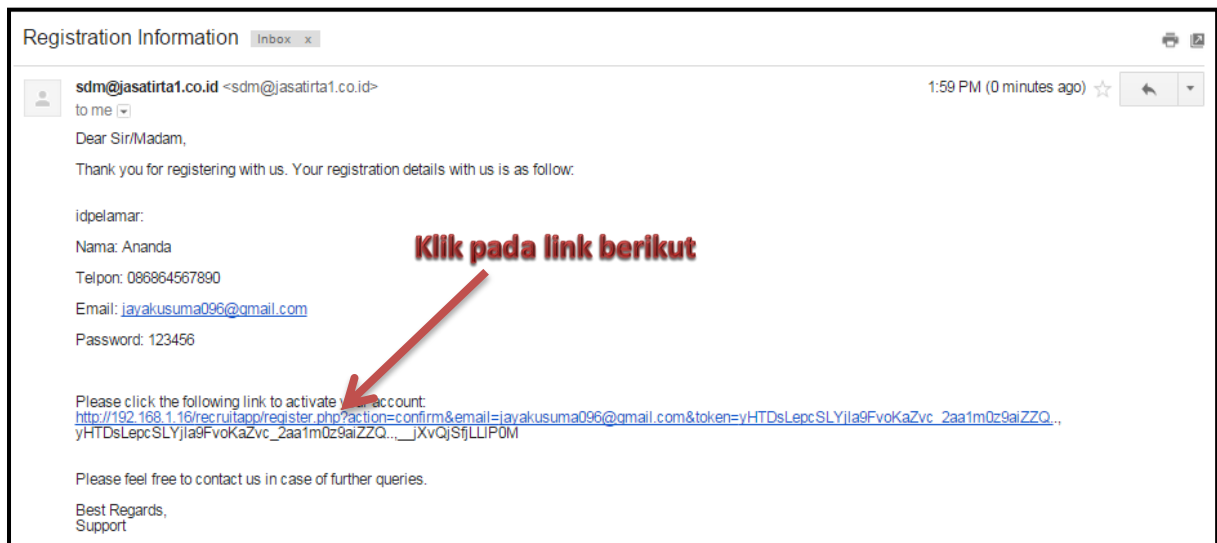 Registration Information Inbox x
sdm@jasatirta1.co.id <sdm@jasatirta1.co.id> 1:59 PM (0 minutes ago)
to me
Dear Sir/Madam,
Thank you for registering with us. Your registration details with us is as follow:
idpelamar:
Nama: Ananda
Klik pada link berikut
Telpon: 086864567890
Email: jayakusuma096@gmail.com
Password: 123456
Please click the following link to activate your account:
http://192.168.1.16/recruitapp/register.php?action=confirm&email=jayakusuma096@gmail.com&token=yHTDsLepcSLYjIa9FvoKaZvc_2aa1m0z9aiZZQ..,
yHTDsLepcSLYjIa9FvoKaZvc_2aa1m0z9aiZZQ..,__jXvQjSfjLLIP0M
Please feel free to contact us in case of further queries.
Best Regards,
Support